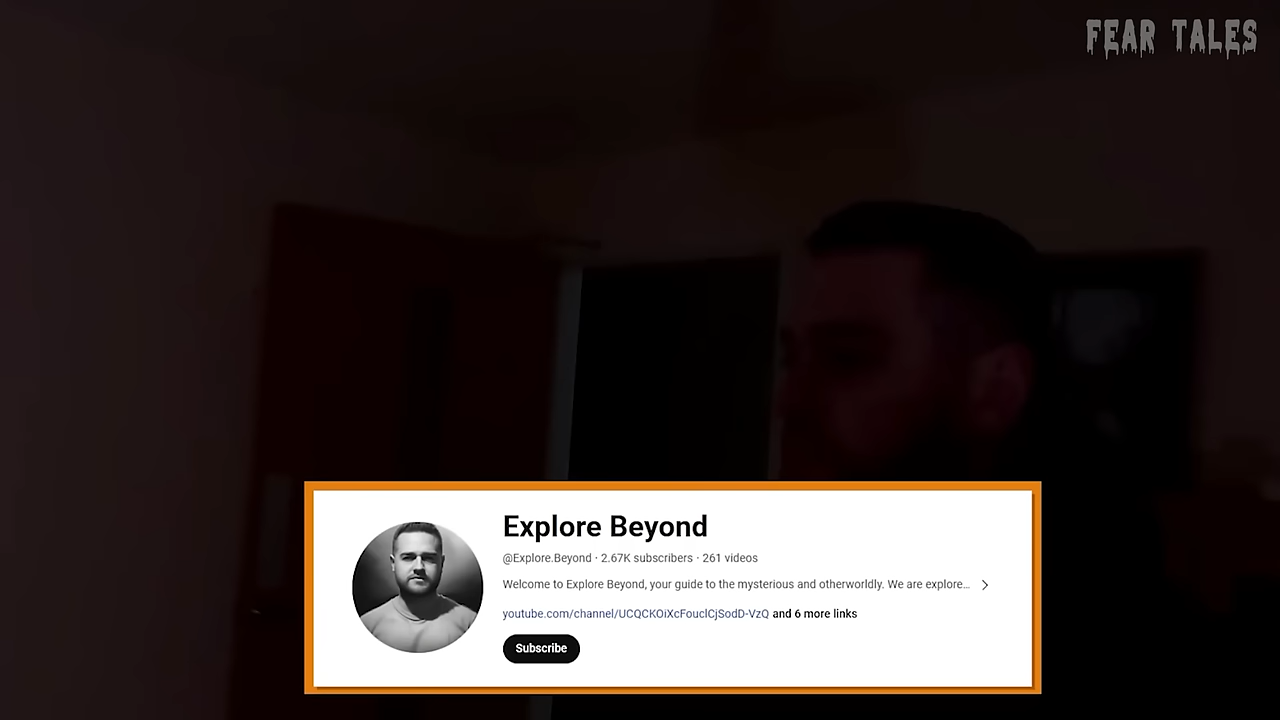 FEAR TALES
Explore Beyond
@Explore.Beyond · 2.67K subscribers · 261 videos
Welcome to Explore Beyond, your guide to the mysterious and otherworldly. We are explore...
youtube.com/channel/UCQCKOiXcFouclCjSodD-VzQ and 6 more links
Subscribe